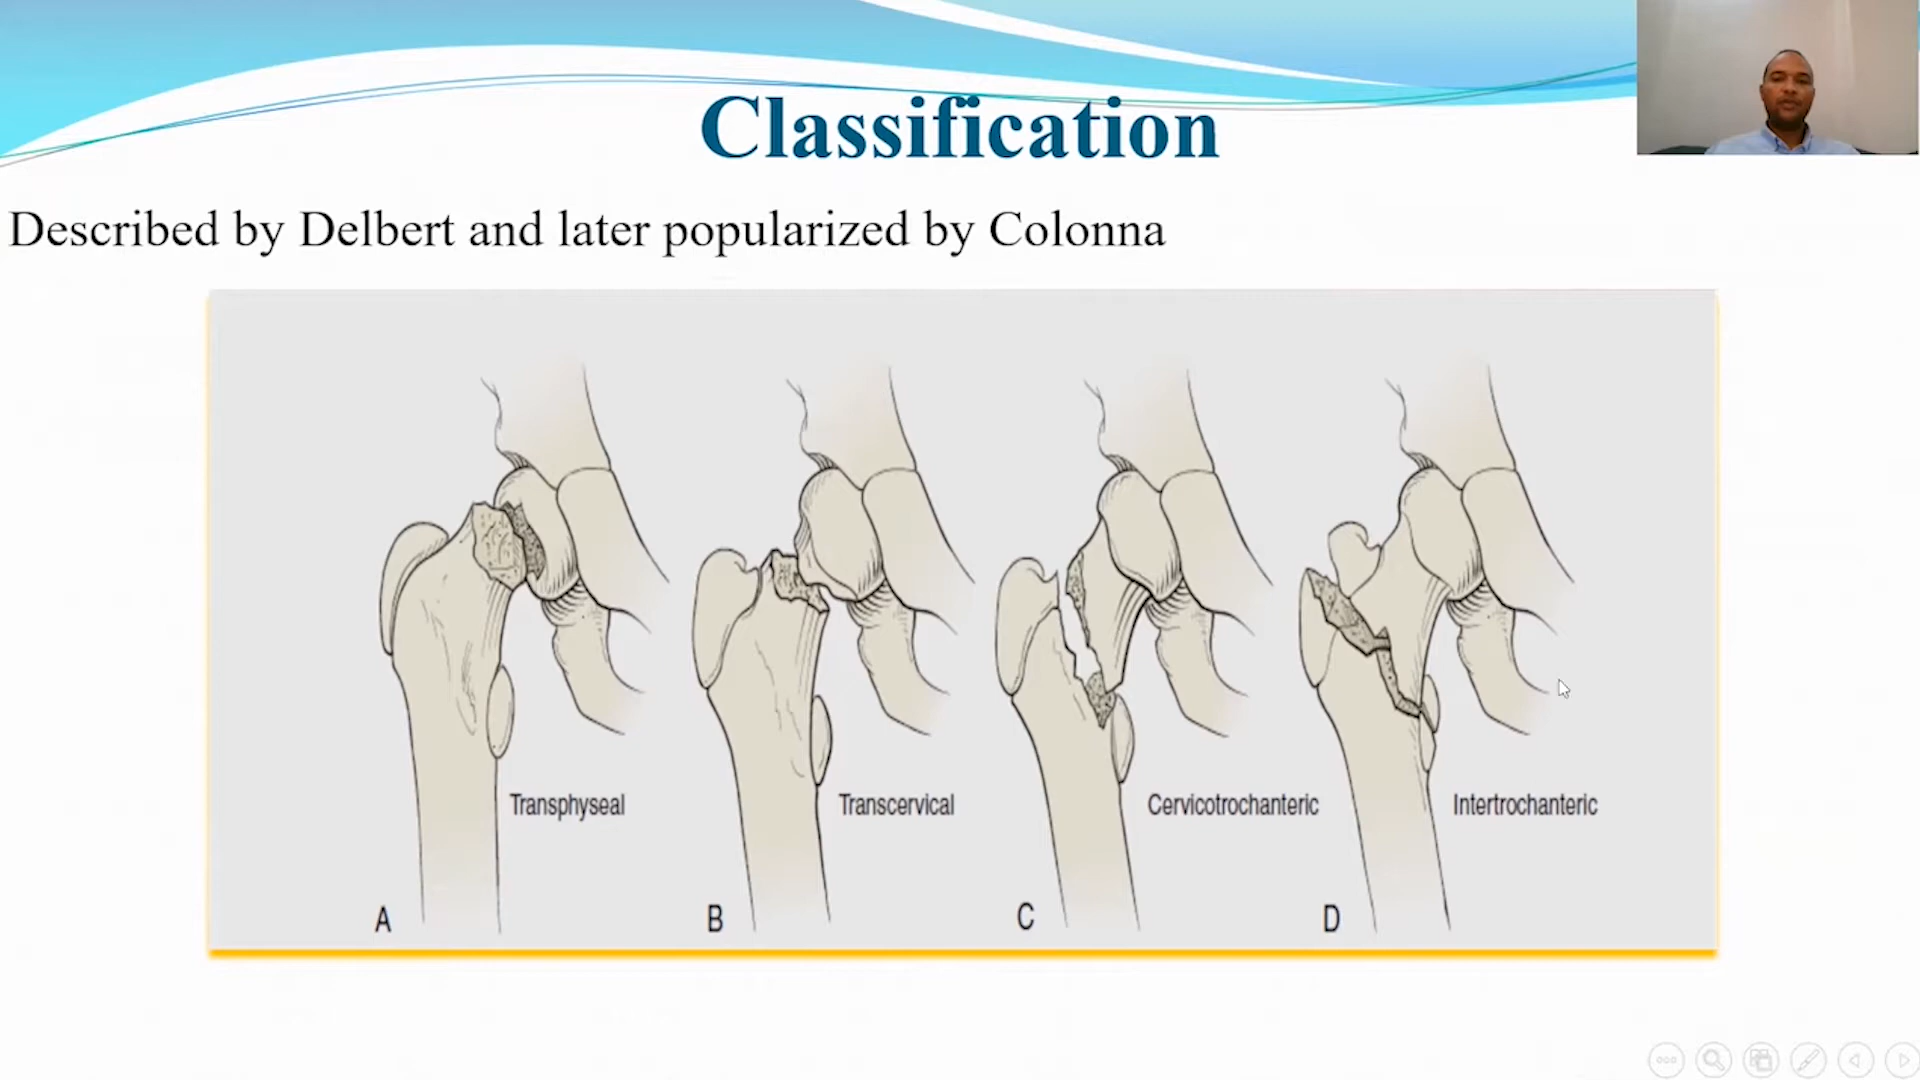 Classification
Described by Delbert and later popularized by Colonna
Transphyseal
Transcervical
Cervicotrochanteric
Intertrochanteric
A
B
C
D